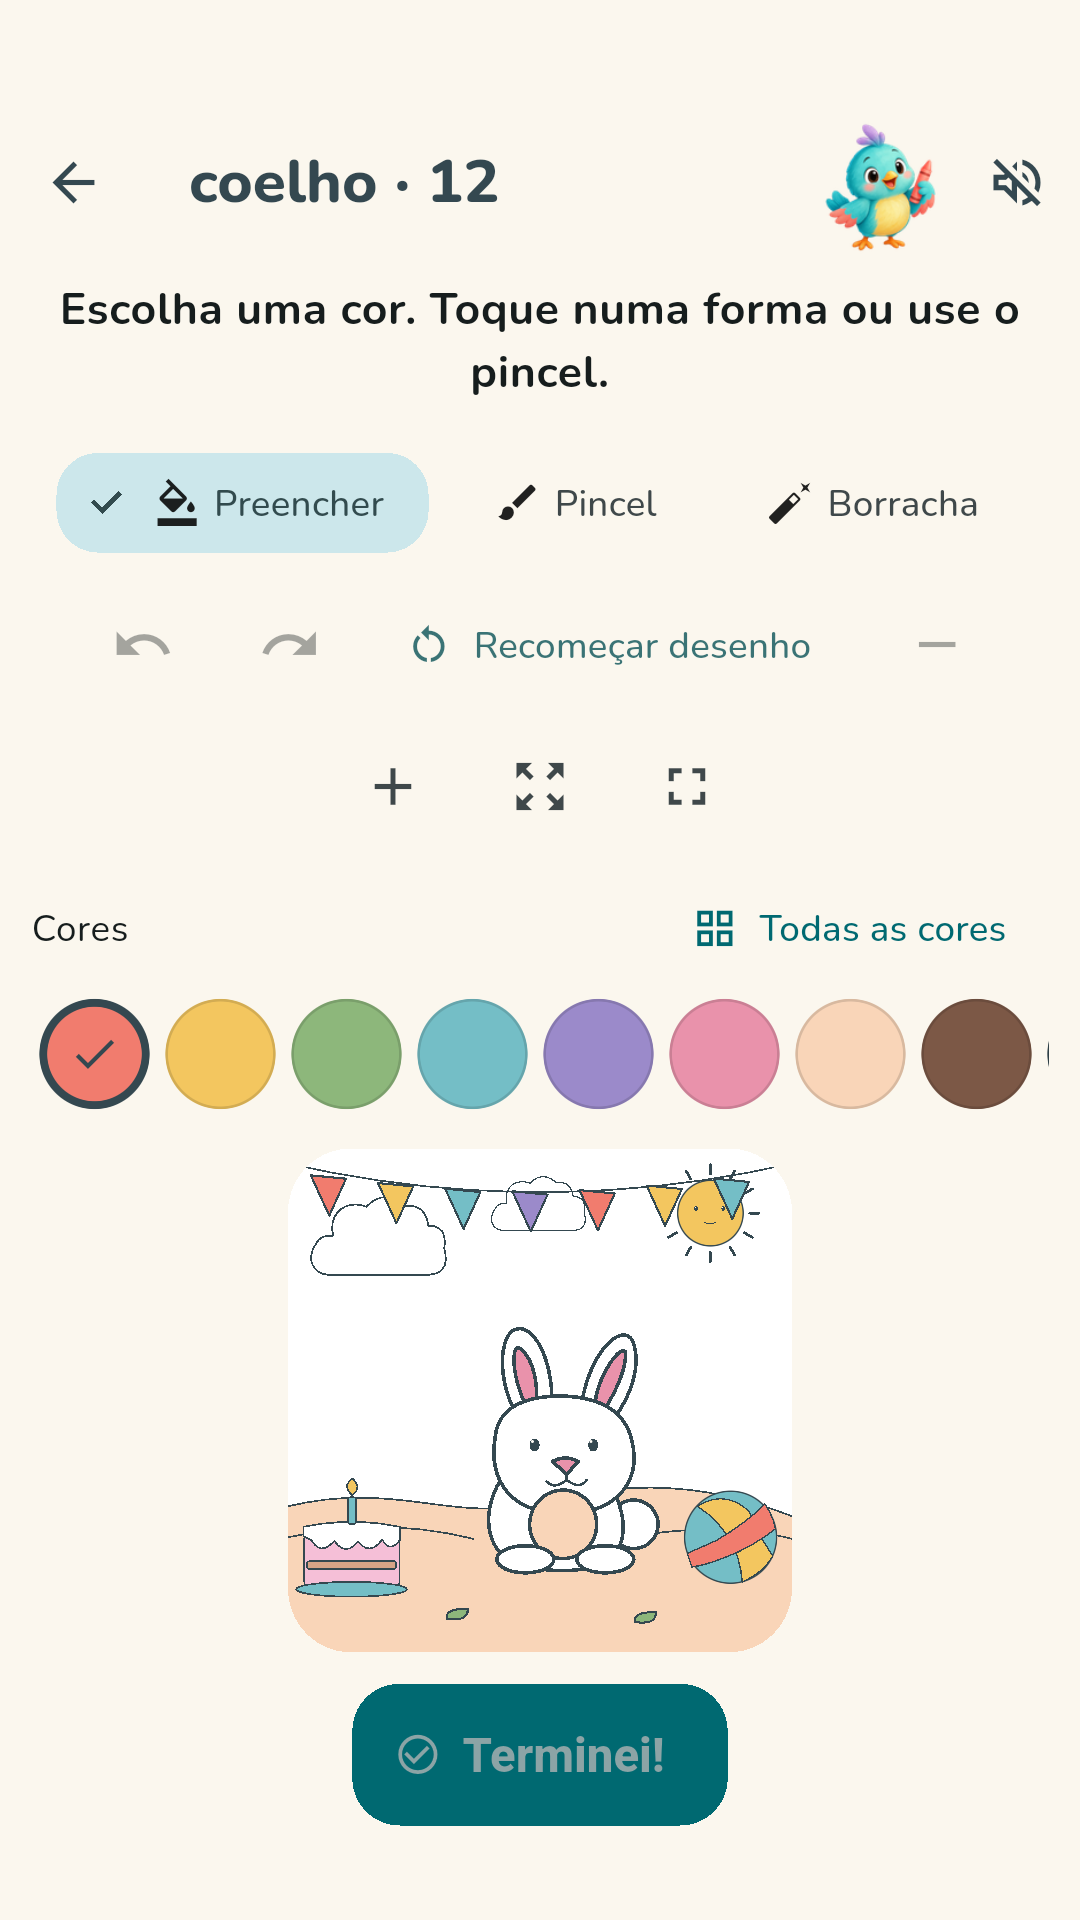 coelho · 12
Escolha uma cor. Toque numa forma ou use o
pincel.
Preencher
Pincel
Borracha
Recomeçar desenho
Cores
Todas as cores
Terminei!